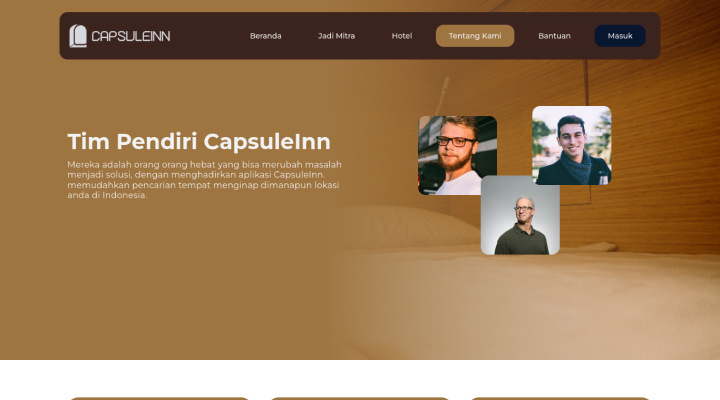 CAPSULEINN
Beranda
Jadi Mitra
Hotel
Tentang Kami
Bantuan
Masuk
Tim Pendiri CapsuleInn
Mereka adalah orang orang hebat yang bisa merubah masalah
menjadi solusi, dengan menghadirkan aplikasi CapsuleInn.
memudahkan pencarian tempat menginap dimanapun lokasi
anda di Indonesia.